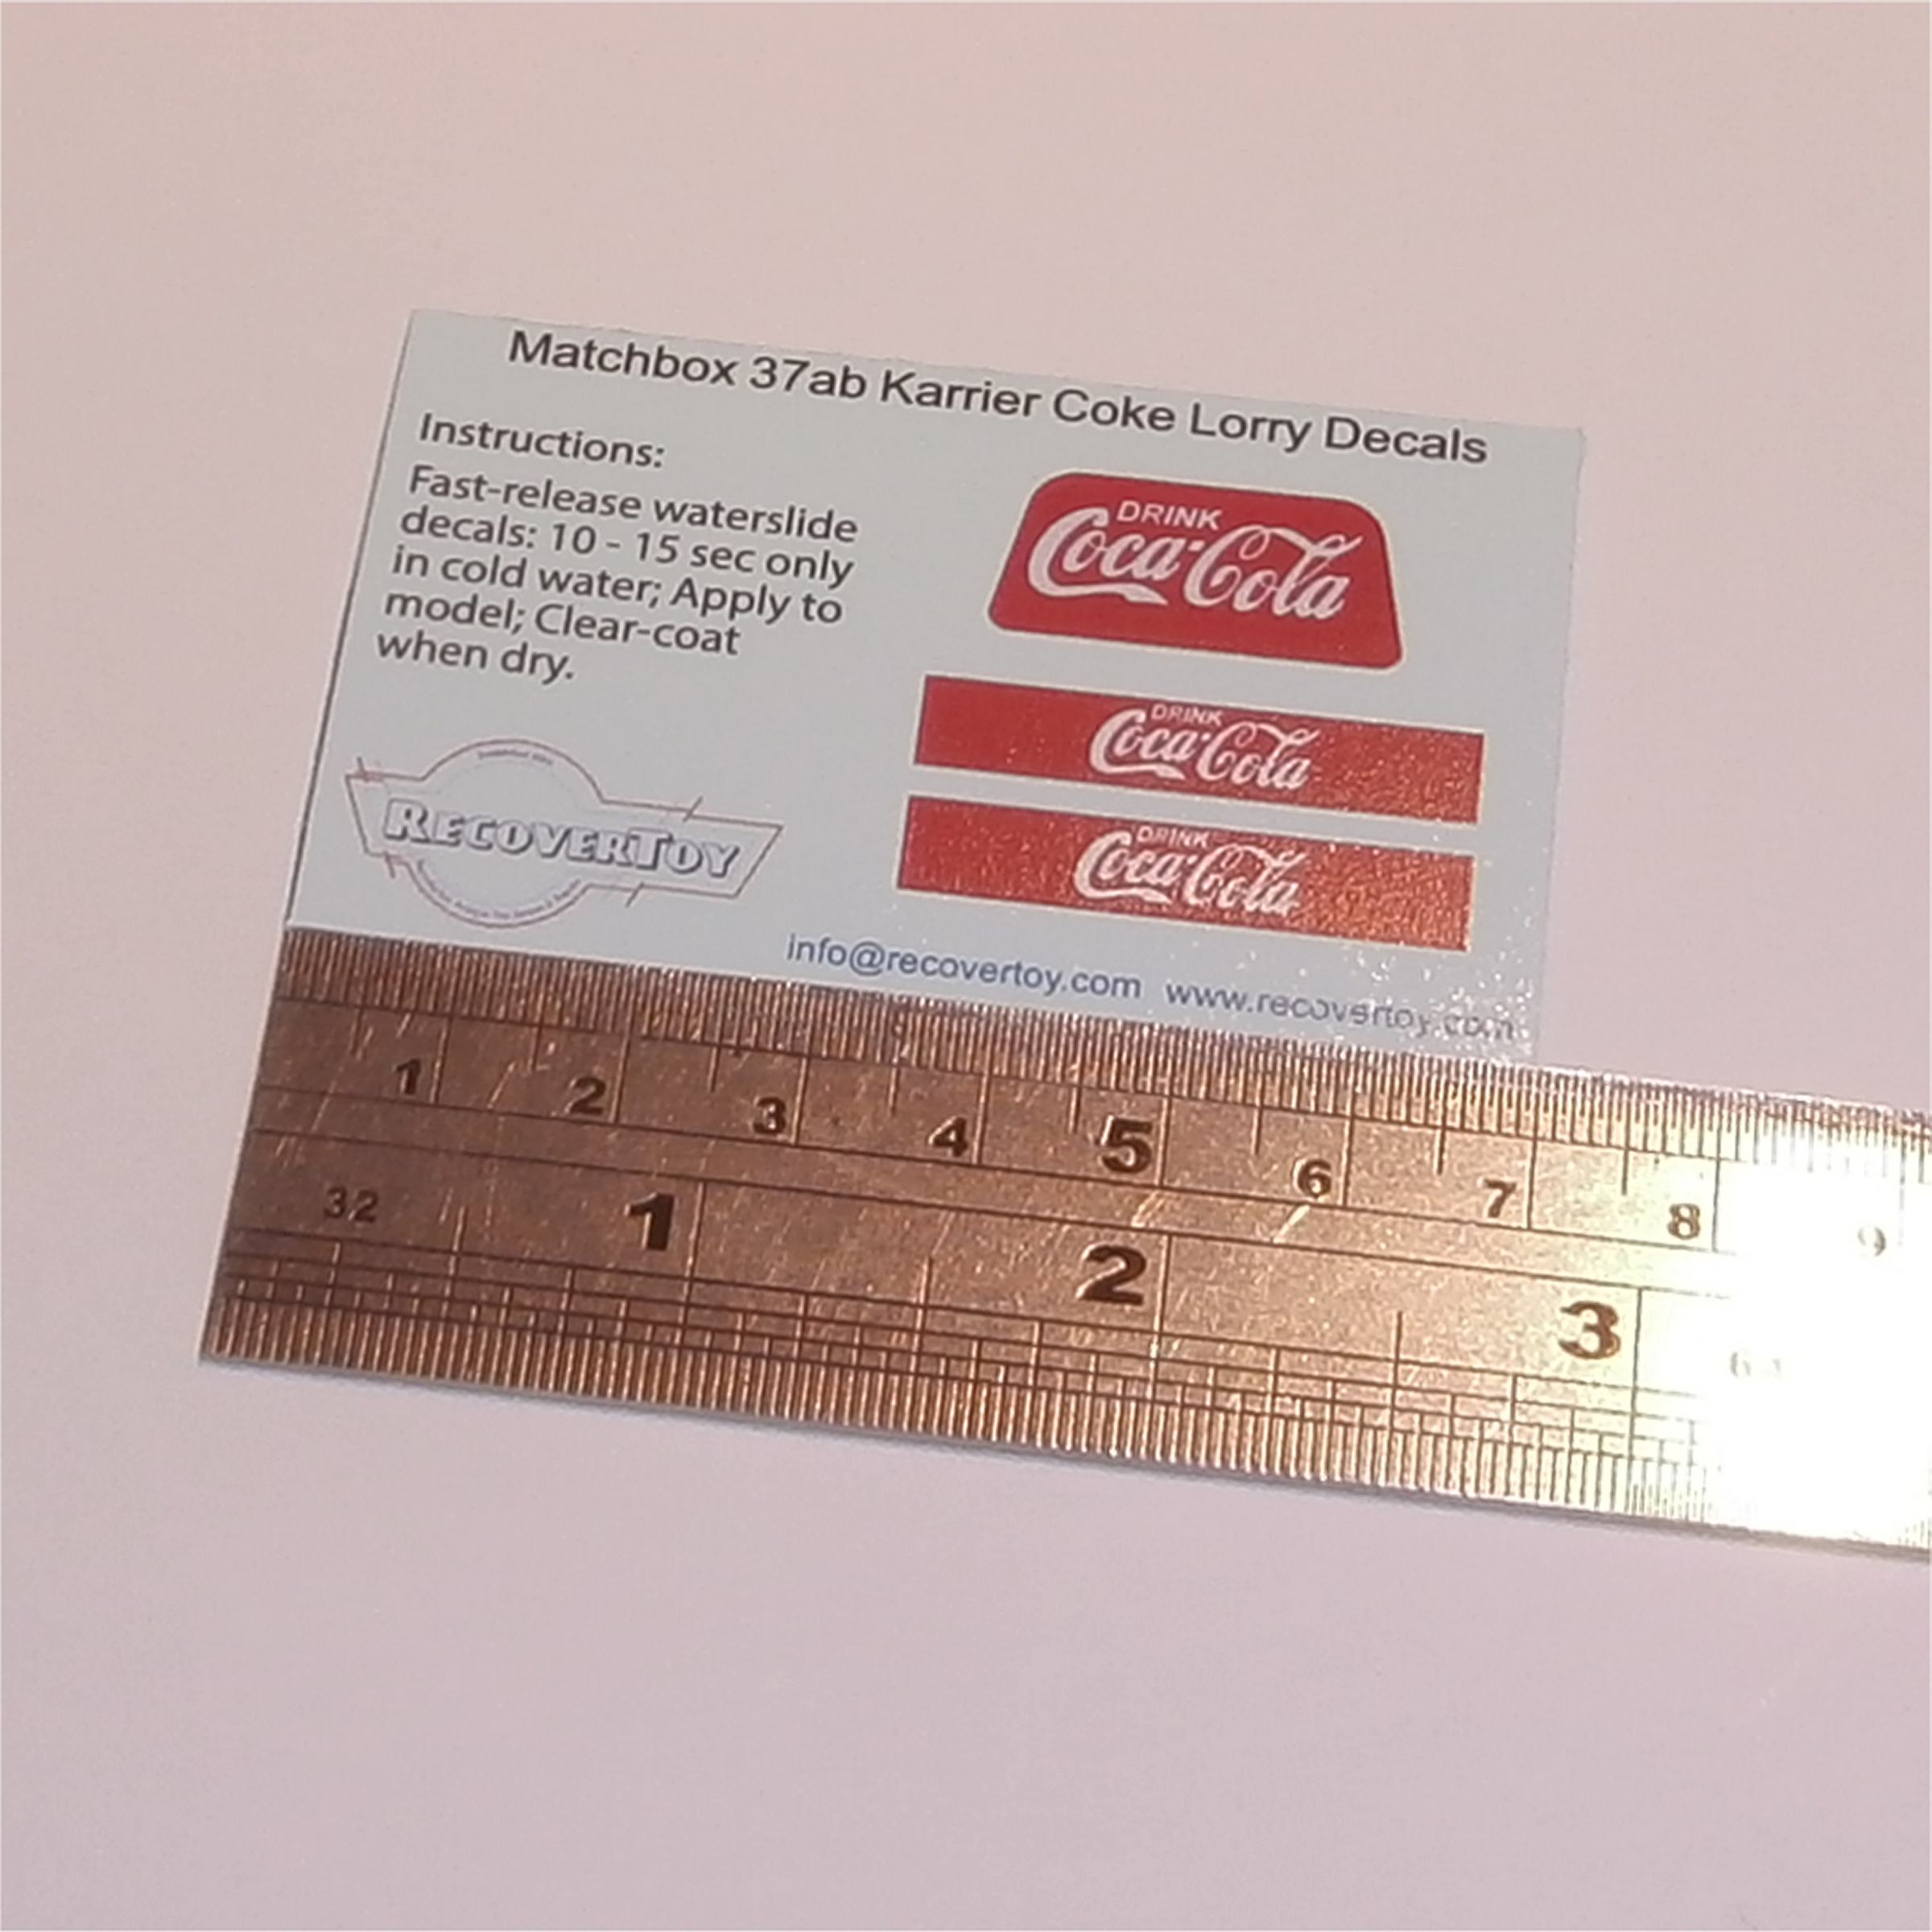 Matchbox 37ab Karrier Coke Lorry Decals
Instructions:
Fast-release waterslide
decals: 10 - 15 sec only
in cold water; Apply to
model; Clear-coat
when dry.
DRINK
Coca-Cola
DRINK
Coca-Cola
DRINK
Coca-Cola
RECOVERTOY
info@recovertoy.com www.recovertoy.com
1 2 3 4 5 6 7 8 9
32 1 2 3